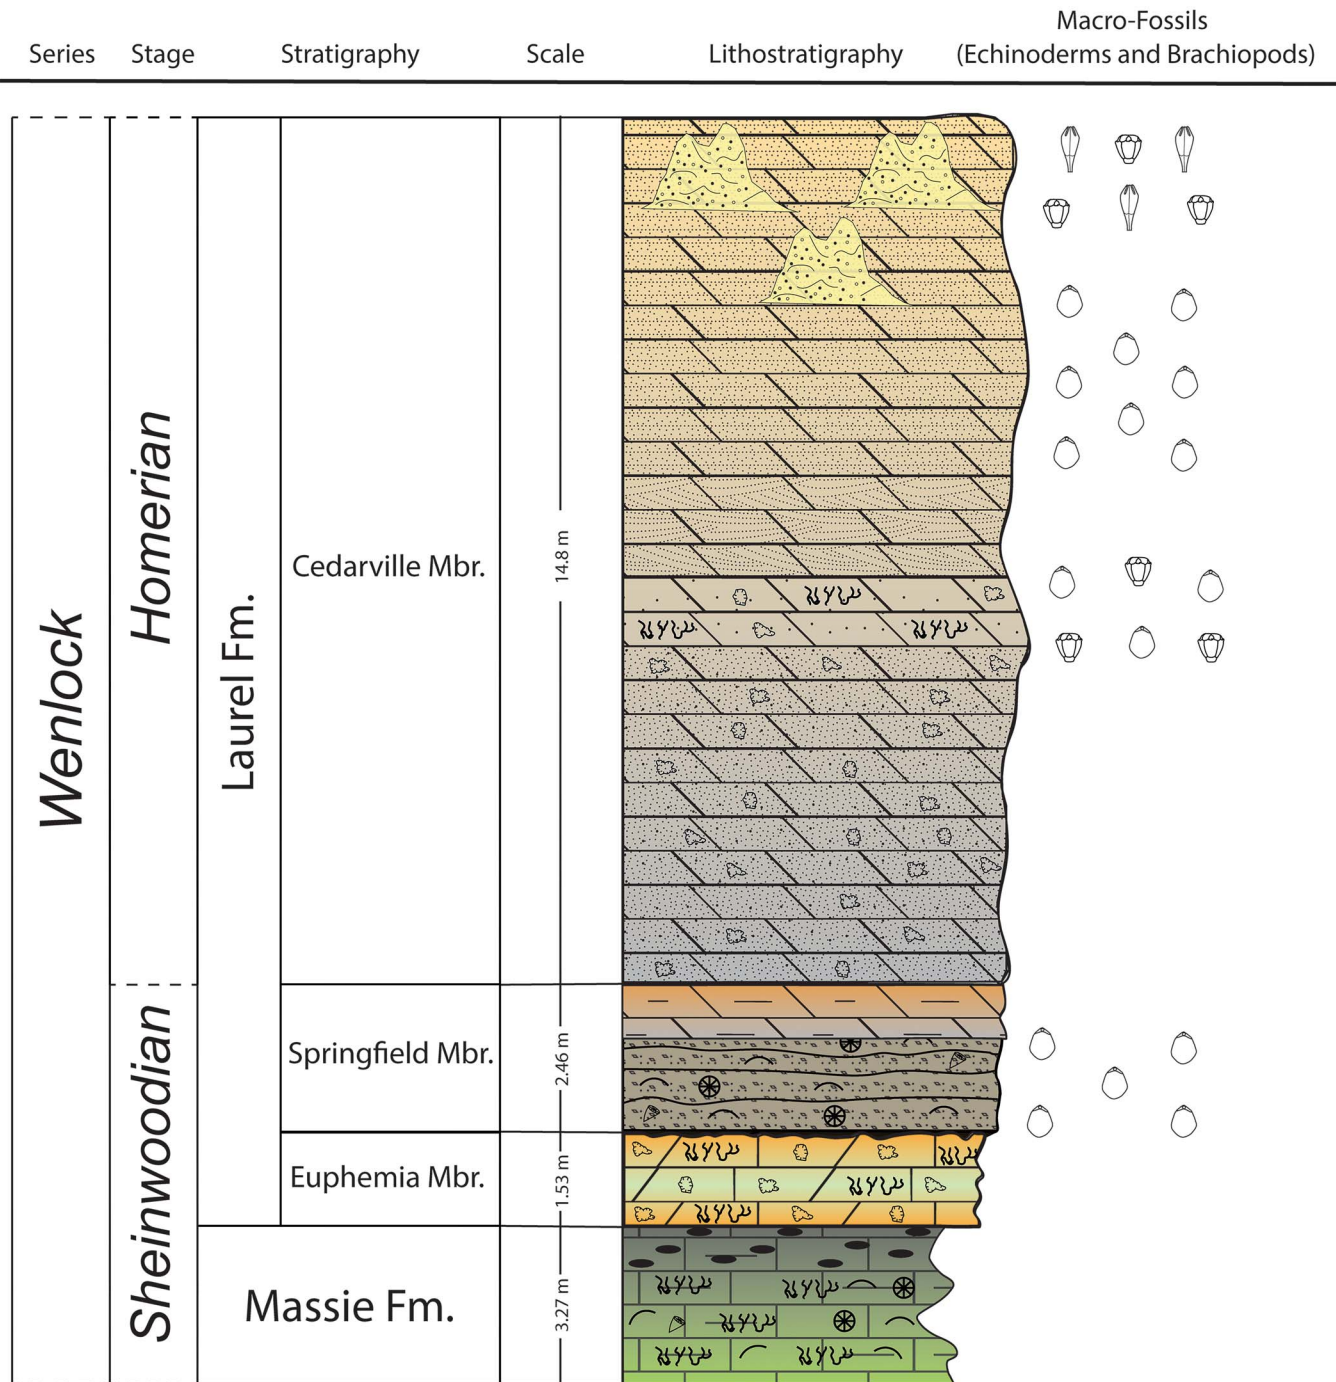 Macro-Fossils
Series Stage Stratigraphy Scale Lithostratigraphy (Echinoderms and Brachiopods)
Wenlock
Homerian
Laurel Fm.
Cedarville Mbr.
14.8 m
Sheinwoodian
Springfield Mbr.
2.46 m
Euphemia Mbr.
1.53 m
Massie Fm.
3.27 m